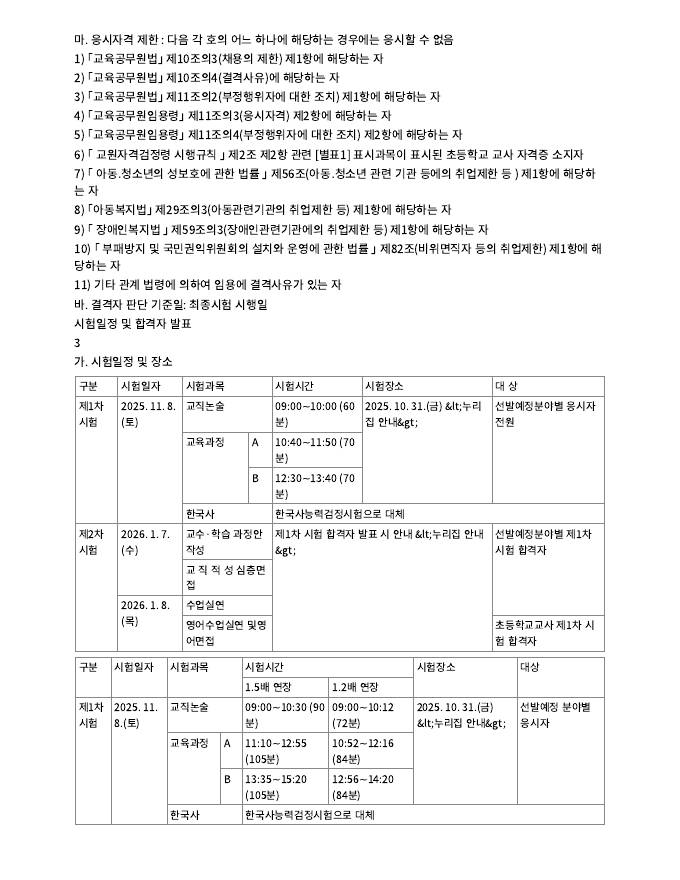 마. 응시자격 제한 : 다음 각 호의 어느 하나에 해당하는 경우에는 응시할 수 없음
1) ｢교육공무원법｣ 제10조의3(채용의 제한) 제1항에 해당하는 자
2) ｢교육공무원법｣ 제10조의4(결격사유)에 해당하는 자
3) ｢교육공무원법｣ 제11조의2(부정행위자에 대한 조치) 제1항에 해당하는 자
4) ｢교육공무원임용령｣ 제11조의3(응시자격) 제2항에 해당하는 자
5) ｢교육공무원임용령｣ 제11조의4(부정행위자에 대한 조치) 제2항에 해당하는 자
6) ｢ 교원자격검정령 시행규칙 ｣ 제2조 제2항 관련 [별표1] 표시과목이 표시된 초등학교 교사 자격증 소지자
7) ｢ 아동.청소년의 성보호에 관한 법률 ｣ 제56조(아동.청소년 관련 기관 등에의 취업제한 등 ) 제1항에 해당하
는 자
8) ｢아동복지법｣ 제29조의3(아동관련기관의 취업제한 등) 제1항에 해당하는 자
9) ｢ 장애인복지법 ｣ 제59조의3(장애인관련기관에의 취업제한 등) 제1항에 해당하는 자
10) ｢ 부패방지 및 국민권익위원회의 설치와 운영에 관한 법률 ｣ 제82조(비위면직자 등의 취업제한) 제1항에 해
당하는 자
11) 기타 관계 법령에 의하여 임용에 결격사유가 있는 자
바. 결격자 판단 기준일: 최종시험 시행일
시험일정 및 합격자 발표
3
가. 시험일정 및 장소
구분 시험일자 시험과목 시험시간 시험장소 대 상
제1차 2025. 11. 8. 교직논술 09:00~10:00 (60 2025. 10. 31.(금) &lt;누리 선발예정분야별 응시자
시험 (토) 분) 집 안내&gt; 전원
교육과정 A 10:40~11:50 (70
분)
B 12:30~13:40 (70
분)
한국사 한국사능력검정시험으로 대체
제2차 2026. 1. 7. 교수·학습 과정안 제1차 시험 합격자 발표 시 안내 &lt;누리집 안내 선발예정분야별 제1차
시험 (수) 작성 &gt; 시험 합격자
교 직 적 성 심층면
접
2026. 1. 8. 수업실연
(목) 영어수업실연 및영 초등학교교사 제1차 시
어면접 험 합격자
구분 시험일자 시험과목 시험시간 시험장소 대상
1.5배 연장 1.2배 연장
제1차 2025. 11. 교직논술 09:00~10:30 (90 09:00~10:12 2025. 10. 31.(금) 선발예정 분야별
시험 8.(토) 분) (72분) &lt;누리집 안내&gt; 응시자
교육과정 A 11:10~12:55 10:52~12:16
(105분) (84분)
B 13:35~15:20 12:56~14:20
(105분) (84분)
한국사 한국사능력검정시험으로 대체